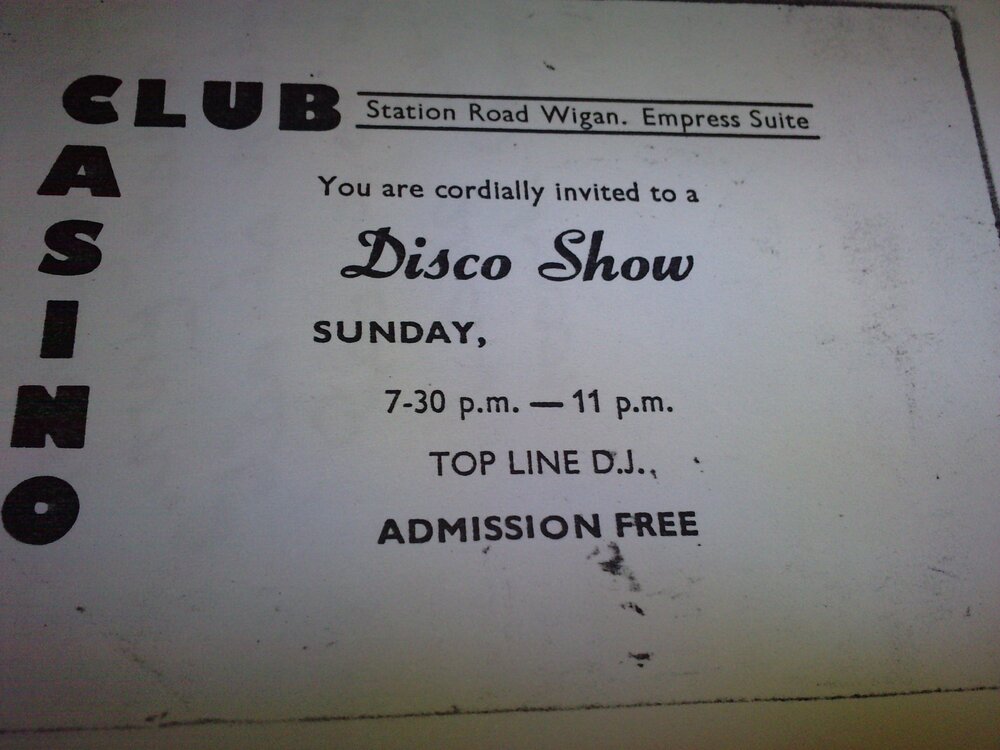 CLUB Station Road Wigan. Empress Suite
CASINO
You are cordially invited to a
Disco Show
SUNDAY,
7-30 p.m. — 11 p.m.
TOP LINE D.J.,
ADMISSION FREE